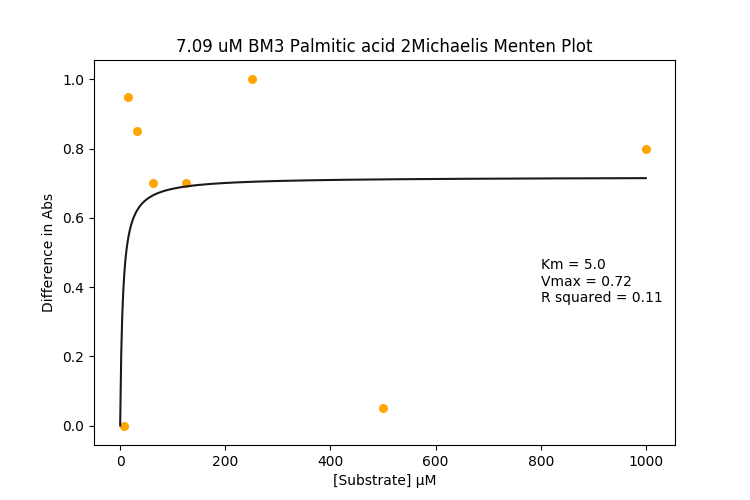 7.09 uM BM3 Palmitic acid 2Michaelis Menten Plot
1.0
0.8
0.6
0.4
0.2
0.0
Difference in Abs
Km = 5.0
Vmax = 0.72
R squared = 0.11
0 200 400 600 800 1000
[Substrate] µM